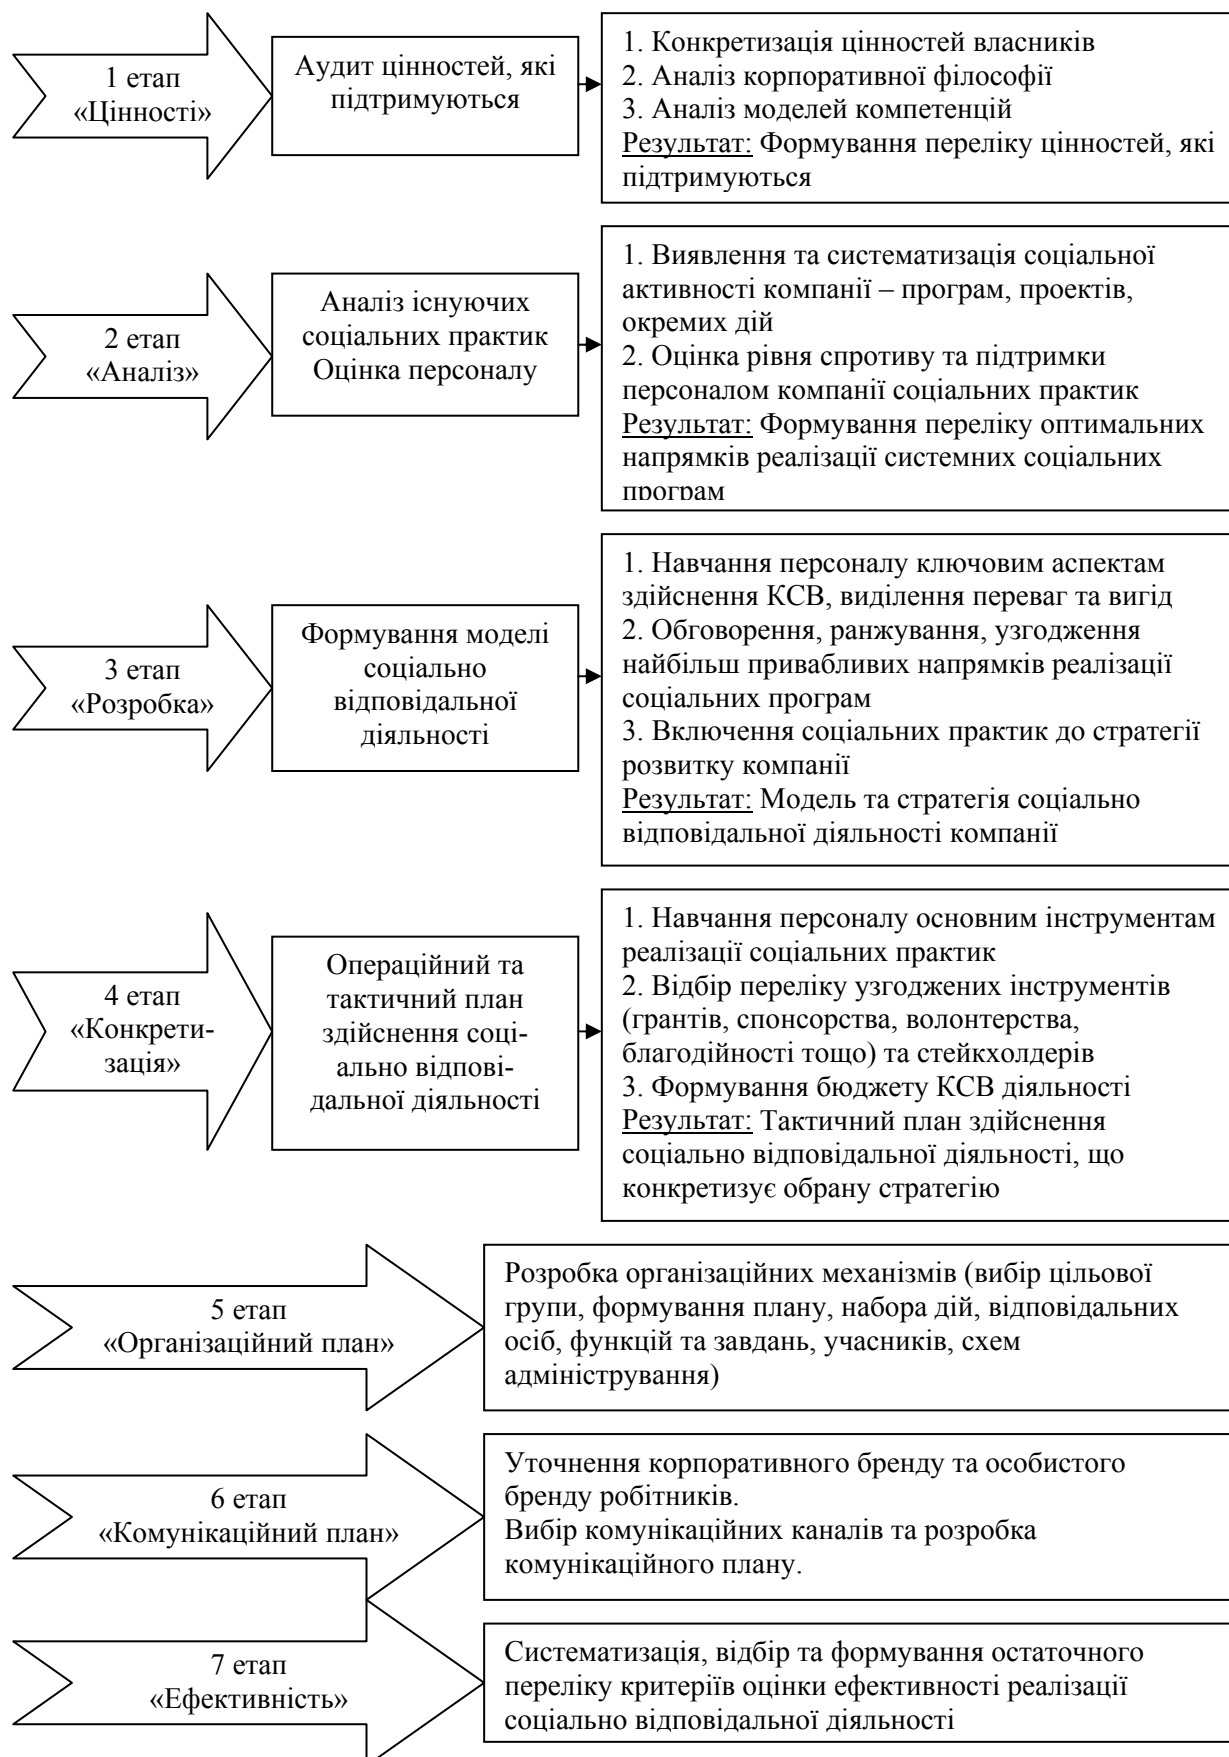 1 етап
«Цінності»
Аудит цінностей, які
підтримуються
1. Конкретизація цінностей власників
2. Аналіз корпоративної філософії
3. Аналіз моделей компетенцій
Результат: Формування переліку цінностей, які
підтримуються
2 етап
«Аналіз»
Аналіз існуючих
соціальних практик
Оцінка персоналу
1. Виявлення та систематизація соціальної
активності компанії – програм, проектів,
окремих дій
2. Оцінка рівня спротиву та підтримки
персоналом компанії соціальних практик
Результат: Формування переліку оптимальних
напрямків реалізації системних соціальних
програм
3 етап
«Розробка»
Формування моделі
соціально
відповідальної
діяльності
1. Навчання персоналу ключовим аспектам
здійснення КСВ, виділення переваг та вигід
2. Обговорення, ранжування, узгодження
найбільш привабливих напрямків реалізації
соціальних програм
3. Включення соціальних практик до стратегії
розвитку компанії
Результат: Модель та стратегія соціально
відповідальної діяльності компанії
4 етап
«Конкрети-
зація»
Операційний та
тактичний план
здійснення соці-
ально відпові-
дальної діяльності
1. Навчання персоналу основним інструментам
реалізації соціальних практик
2. Відбір переліку узгоджених інструментів
(грантів, спонсорства, волонтерства,
благодійності тощо) та стейкхолдерів
3. Формування бюджету КСВ діяльності
Результат: Тактичний план здійснення
соціально відповідальної діяльності, що
конкретизує обрану стратегію
5 етап
«Організаційний план»
Розробка організаційних механізмів (вибір цільової
групи, формування плану, набора дій, відповідальних
осіб, функцій та завдань, учасників, схем
адміністрування)
6 етап
«Комунікаційний план»
Уточнення корпоративного бренду та особистого
бренду робітників.
Вибір комунікаційних каналів та розробка
комунікаційного плану.
7 етап
«Ефективність»
Систематизація, відбір та формування остаточного
переліку критеріїв оцінки ефективності реалізації
соціально відповідальної діяльності